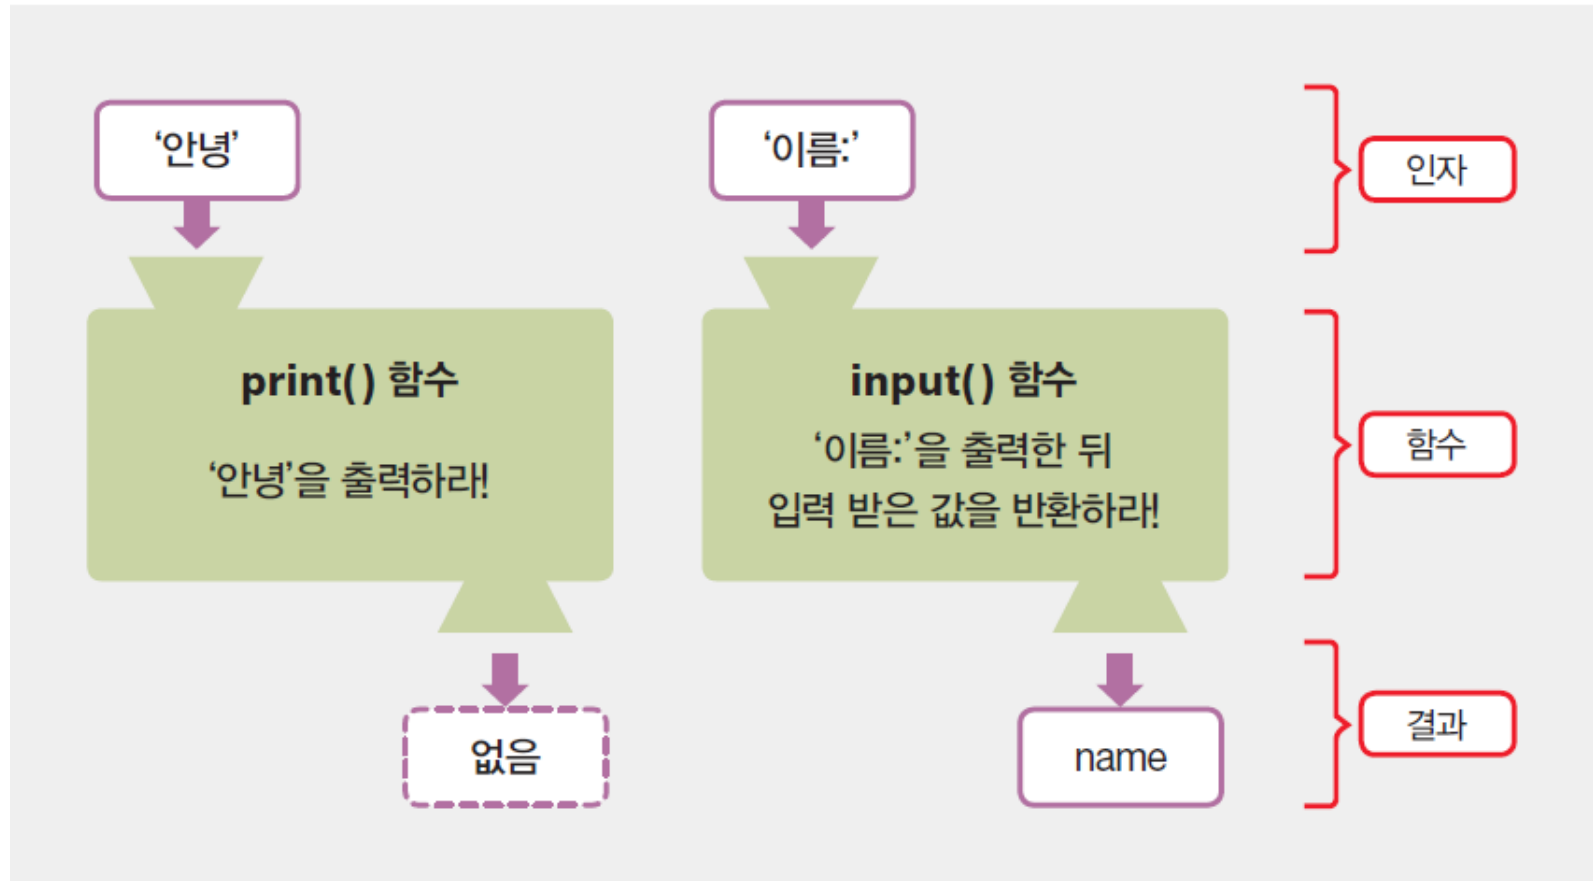 ‘안녕’
‘이름:’
인자
print() 함수
‘안녕’을 출력하라!
input() 함수
‘이름:’을 출력한 뒤
입력 받은 값을 반환하라!
함수
없음
name
결과